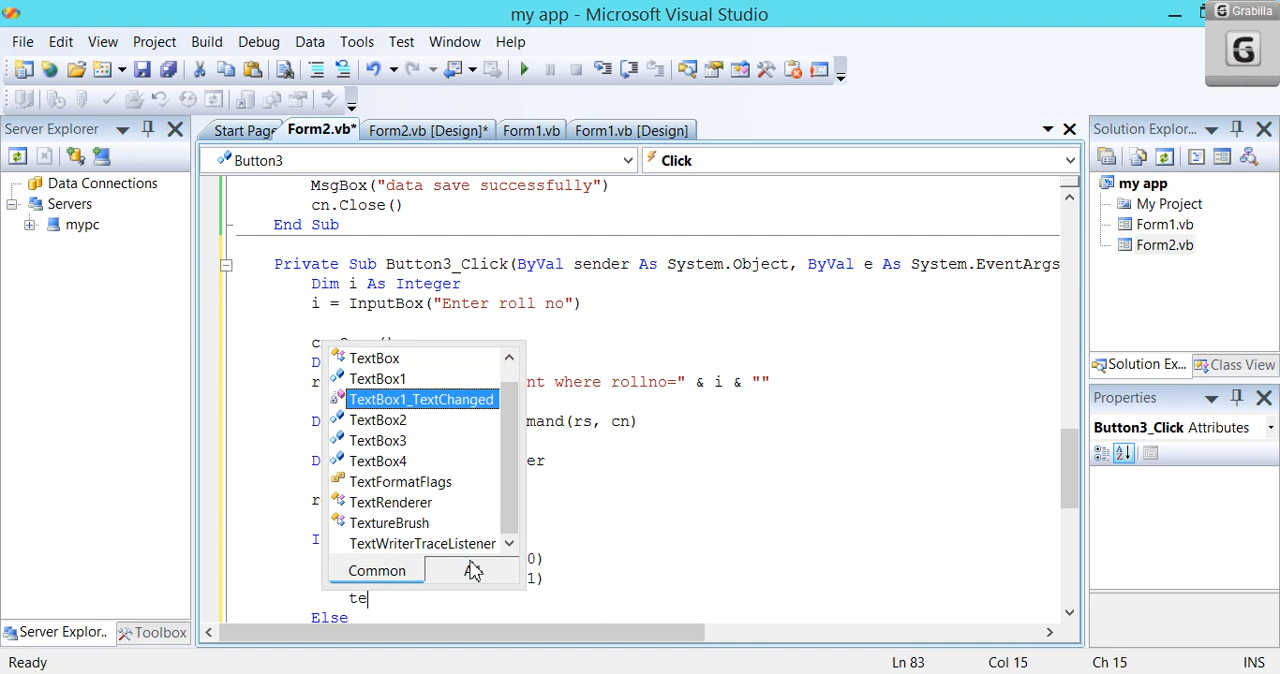 my app - Microsoft Visual Studio
Grabilla
G
File Edit View Project Build Debug Data Tools Test Window Help
Server Explorer
Data Connections
Servers
mypc
Start Page Form2.vb* Form2.vb [Design]* Form1.vb Form1.vb [Design]
Button3 Click
MsgBox("data save successfully")
cn.Close()
End Sub
Private Sub Button3_Click(ByVal sender As System.Object, ByVal e As System.EventArgs
Dim i As Integer
i = InputBox("Enter roll no")
nt where rollno=" & i & ""
mand(rs, cn)
er
0)
1)
te
Else
TextBox
TextBox1
TextBox1_TextChanged
TextBox2
TextBox3
TextBox4
TextFormatFlags
TextRenderer
TextureBrush
TextWriterTraceListener
Common
Solution Explor...
my app
My Project
Form1.vb
Form2.vb
Solution Ex... Class View
Properties
Button3_Click Attributes
Server Explor.. Toolbox
Ready Ln 83 Col 15 Ch 15 INS